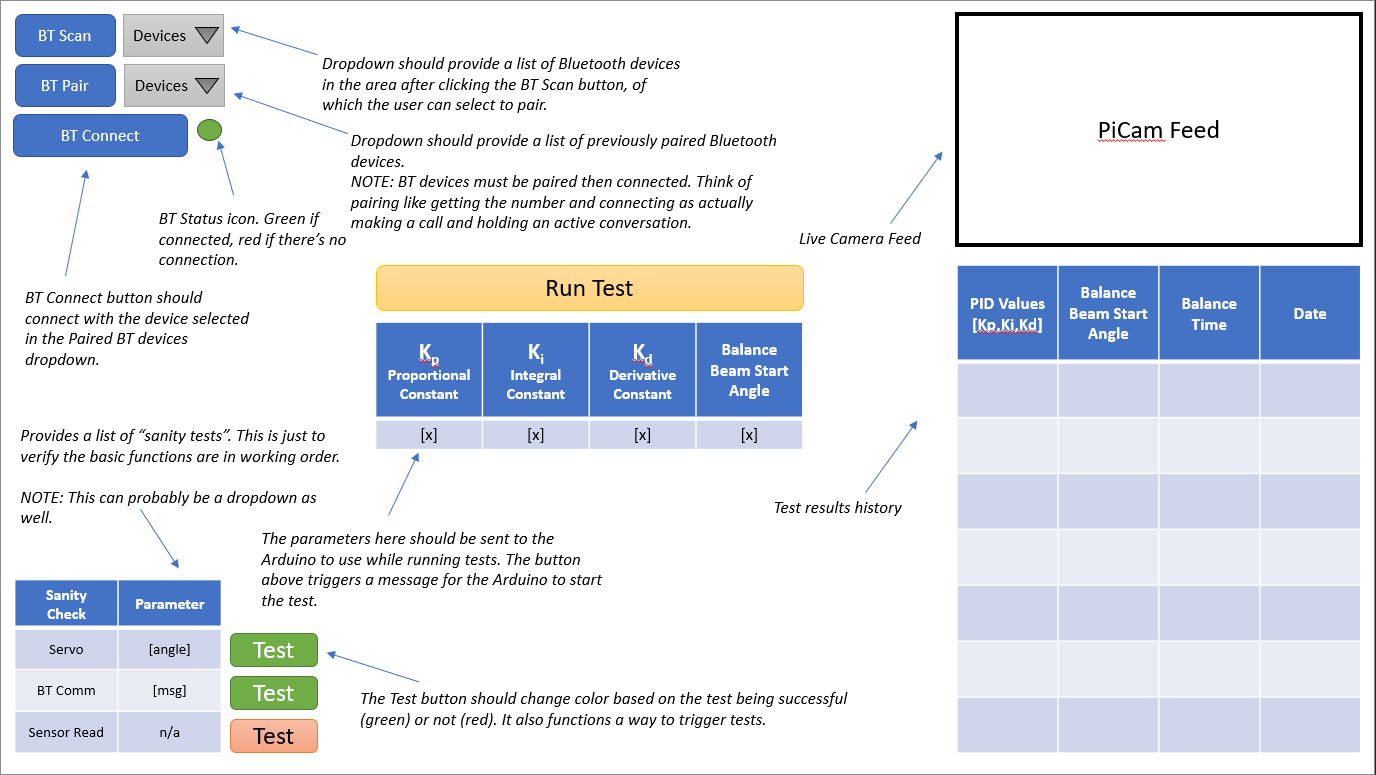 BT Scan
Devices
BT Pair
Devices
BT Connect
Dropdown should provide a list of Bluetooth devices
in the area after clicking the BT Scan button, of
which the user can select to pair.
Dropdown should provide a list of previously paired Bluetooth
devices.
NOTE: BT devices must be paired then connected. Think of
pairing like getting the number and connecting as actually
making a call and holding an active conversation.
BT Status icon. Green if
connected, red if there's no
connection.
BT Connect button should
connect with the device selected
in the Paired BT devices
dropdown.
PiCam Feed
Live Camera Feed
Run Test
Kp
Proportional
Constant
Ki
Integral
Constant
Kd
Derivative
Constant
Balance
Beam Start
Angle
[x]
[x]
[x]
[x]
The parameters here should be sent to the
Arduino to use while running tests. The button
above triggers a message for the Arduino to start
the test.
PID Values
[Kp,Ki,Kd]
Balance
Beam Start
Angle
Balance
Time
Date
Test results history
Provides a list of "sanity tests". This is just to
verify the basic functions are in working order.
NOTE: This can probably be a dropdown as
well.
Sanity
Check
Parameter
Servo
[angle]
Test
BT Comm
[msg]
Test
Sensor Read
n/a
Test
The Test button should change color based on the test being successful
(green) or not (red). It also functions a way to trigger tests.